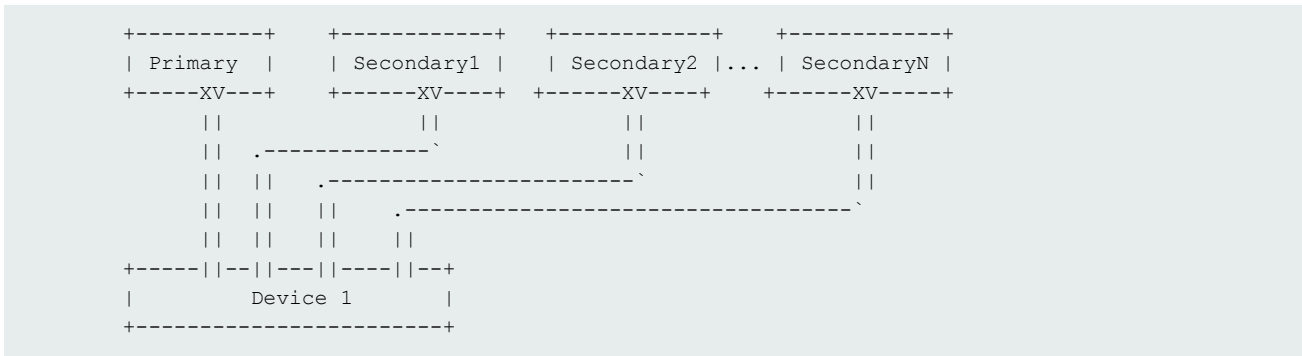 +----------+    +------------+   +------------+    +------------+
| Primary  |    | Secondary1 |   | Secondary2 |... | SecondaryN |
+-----XV---+    +------XV----+  +------XV----+    +------XV-----+
      ||               ||              ||                ||
      ||  .-------------`              ||                ||
      ||  ||   .------------------------`                ||
      ||  ||   ||    .-----------------------------------`
      ||  ||   ||    ||
+-----||--||---||----||--+
|         Device 1       |
+------------------------+